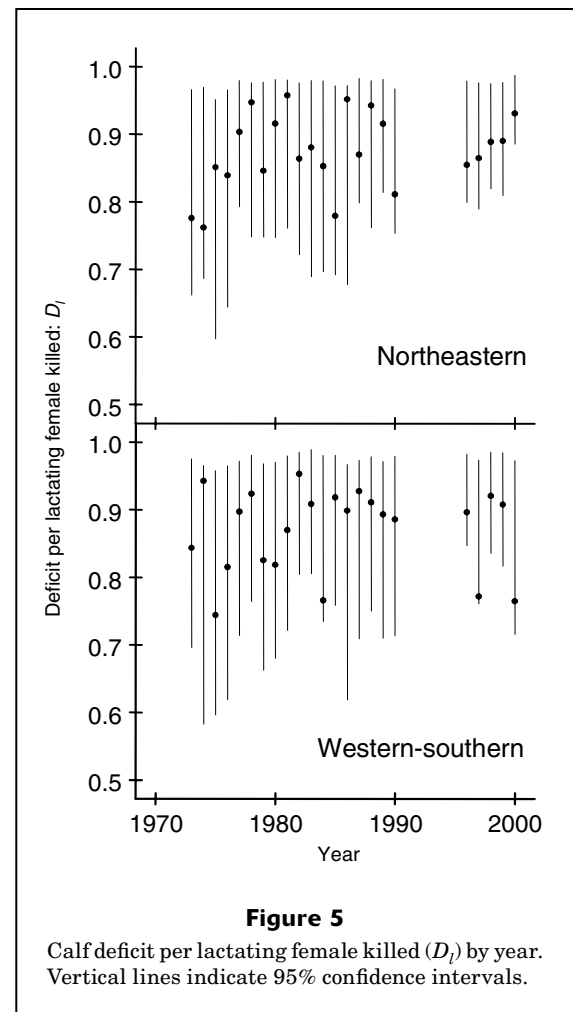 Deficit per lactating female killed: Dₗ
1.0
0.9
0.8
0.7
0.6
0.5
Northeastern
1.0
0.9
0.8
0.7
0.6
0.5
Western-southern
1970
1980
1990
2000
Year
Figure 5
Calf deficit per lactating female killed (Dₗ) by year.
Vertical lines indicate 95% confidence intervals.